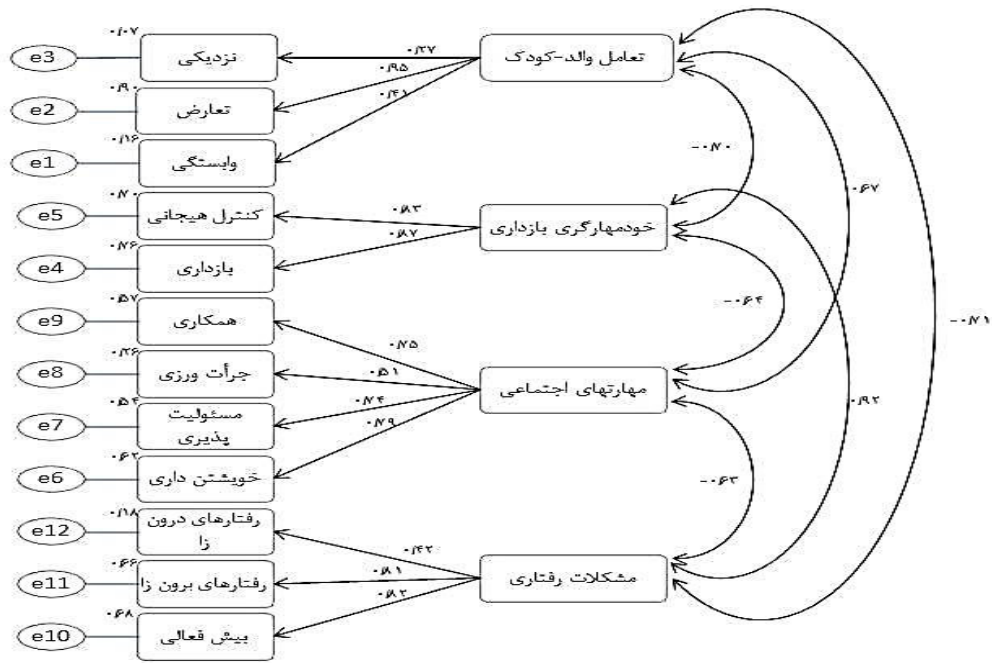 ۰/۰۷
e3
نزدیکی
۰/۲۷
تعامل والد-کودک
۰/۹۰
e2
تعارض
۰/۹۵
۰/۱۶
e1
وابستگی
۰/۴۱
-۰/۷۰
۰/۶۷
۰/۷۰
e5
کنترل هیجانی
۰/۸۳
خودمهارگری بازداری
۰/۷۶
e4
بازداری
۰/۸۷
-۰/۶۴
-۰/۷۱
۰/۵۷
e9
همکاری
۰/۷۵
۰/۲۶
e8
جرأت ورزی
۰/۵۱
مهارتهای اجتماعی
۰/۵۴
e7
مسئولیت
پذیری
۰/۷۴
۰/۹۲
۰/۶۲
e6
خویشتن داری
۰/۷۹
-۰/۶۳
۰/۱۸
e12
رفتارهای درون
زا
۰/۴۲
۰/۶۶
e11
رفتارهای برون زا
۰/۸۱
مشکلات رفتاری
۰/۶۸
e10
بیش فعالی
۰/۸۲